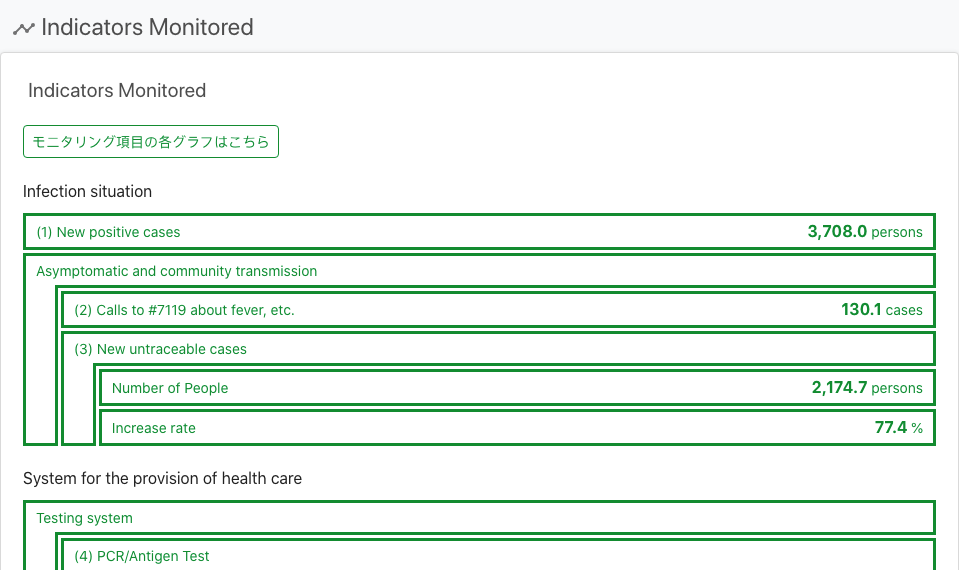 Indicators Monitored
Indicators Monitored
モニタリング項目の各グラフはこちら
Infection situation
(1) New positive cases 3,708.0 persons
Asymptomatic and community transmission
(2) Calls to #7119 about fever, etc. 130.1 cases
(3) New untraceable cases
Number of People 2,174.7 persons
Increase rate 77.4 %
System for the provision of health care
Testing system
(4) PCR/Antigen Test